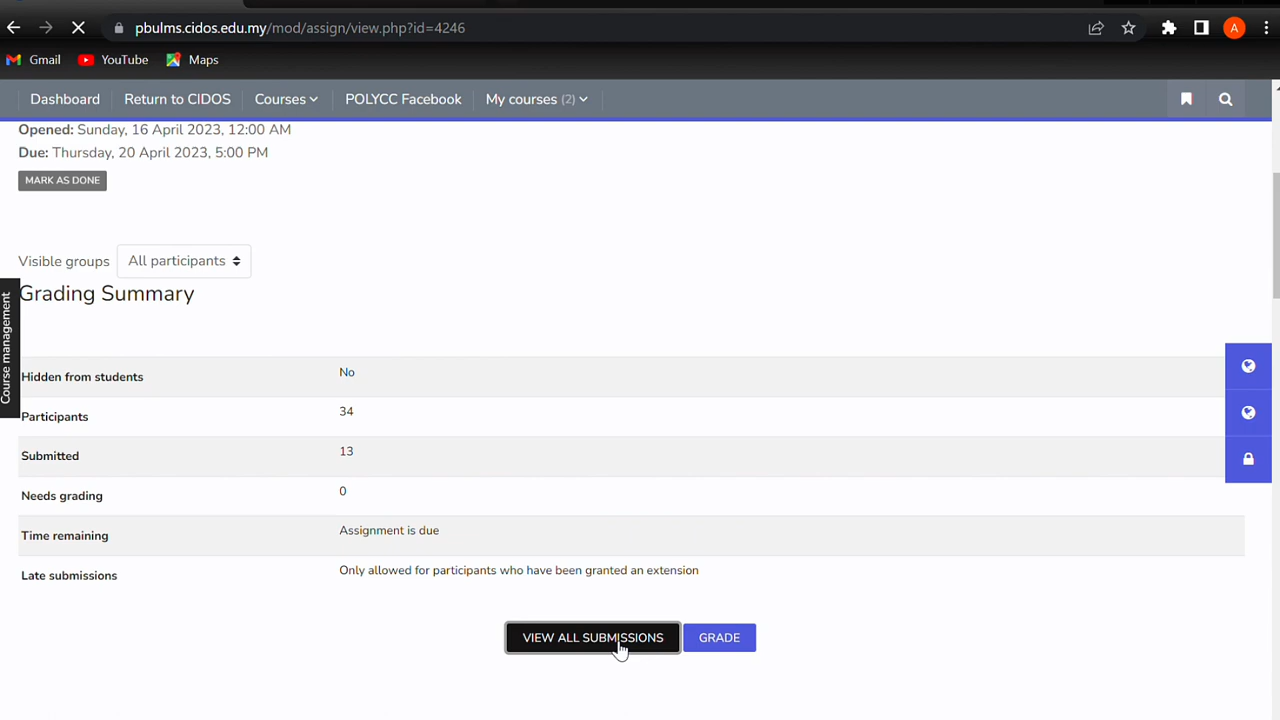 pbulms.cidos.edu.my/mod/assign/view.php?id=4246
A
Gmail YouTube Maps
Dashboard Return to CIDOS Courses POLYCC Facebook My courses (2)
Opened: Sunday, 16 April 2023, 12:00 AM
Due: Thursday, 20 April 2023, 5:00 PM
MARK AS DONE
Visible groups All participants
Grading Summary
Course management
Hidden from students No
Participants 34
Submitted 13
Needs grading 0
Time remaining Assignment is due
Late submissions Only allowed for participants who have been granted an extension
VIEW ALL SUBMISSIONS GRADE